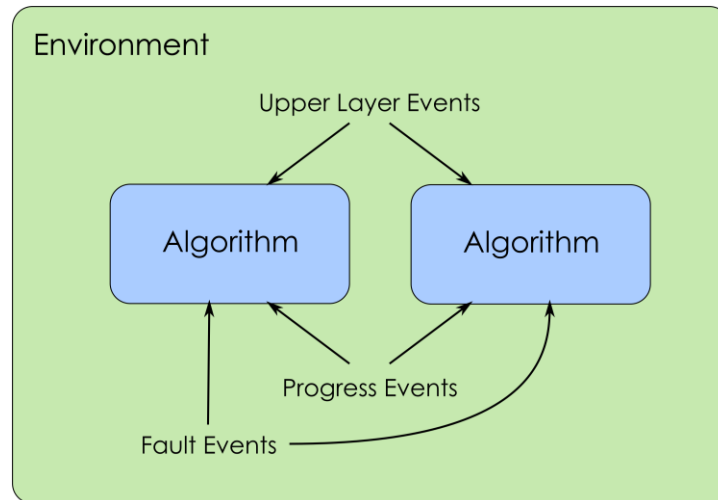 Environment
Upper Layer Events
Algorithm
Algorithm
Progress Events
Fault Events